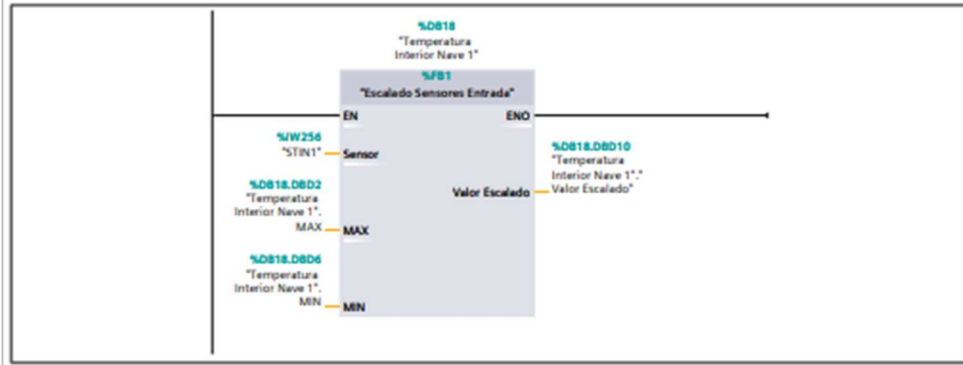 %DB18
"Temperatura
Interior Nave 1"
%FB1
"Escalado Sensores Entrada"
EN
ENO
%IW256
"STIN1"
Sensor
%DB18.DBD10
"Temperatura
Interior Nave 1"."
Valor Escalado"
Valor Escalado
%DB18.DBD2
"Temperatura
Interior Nave 1".
MAX
MAX
%DB18.DBD6
"Temperatura
Interior Nave 1".
MIN
MIN